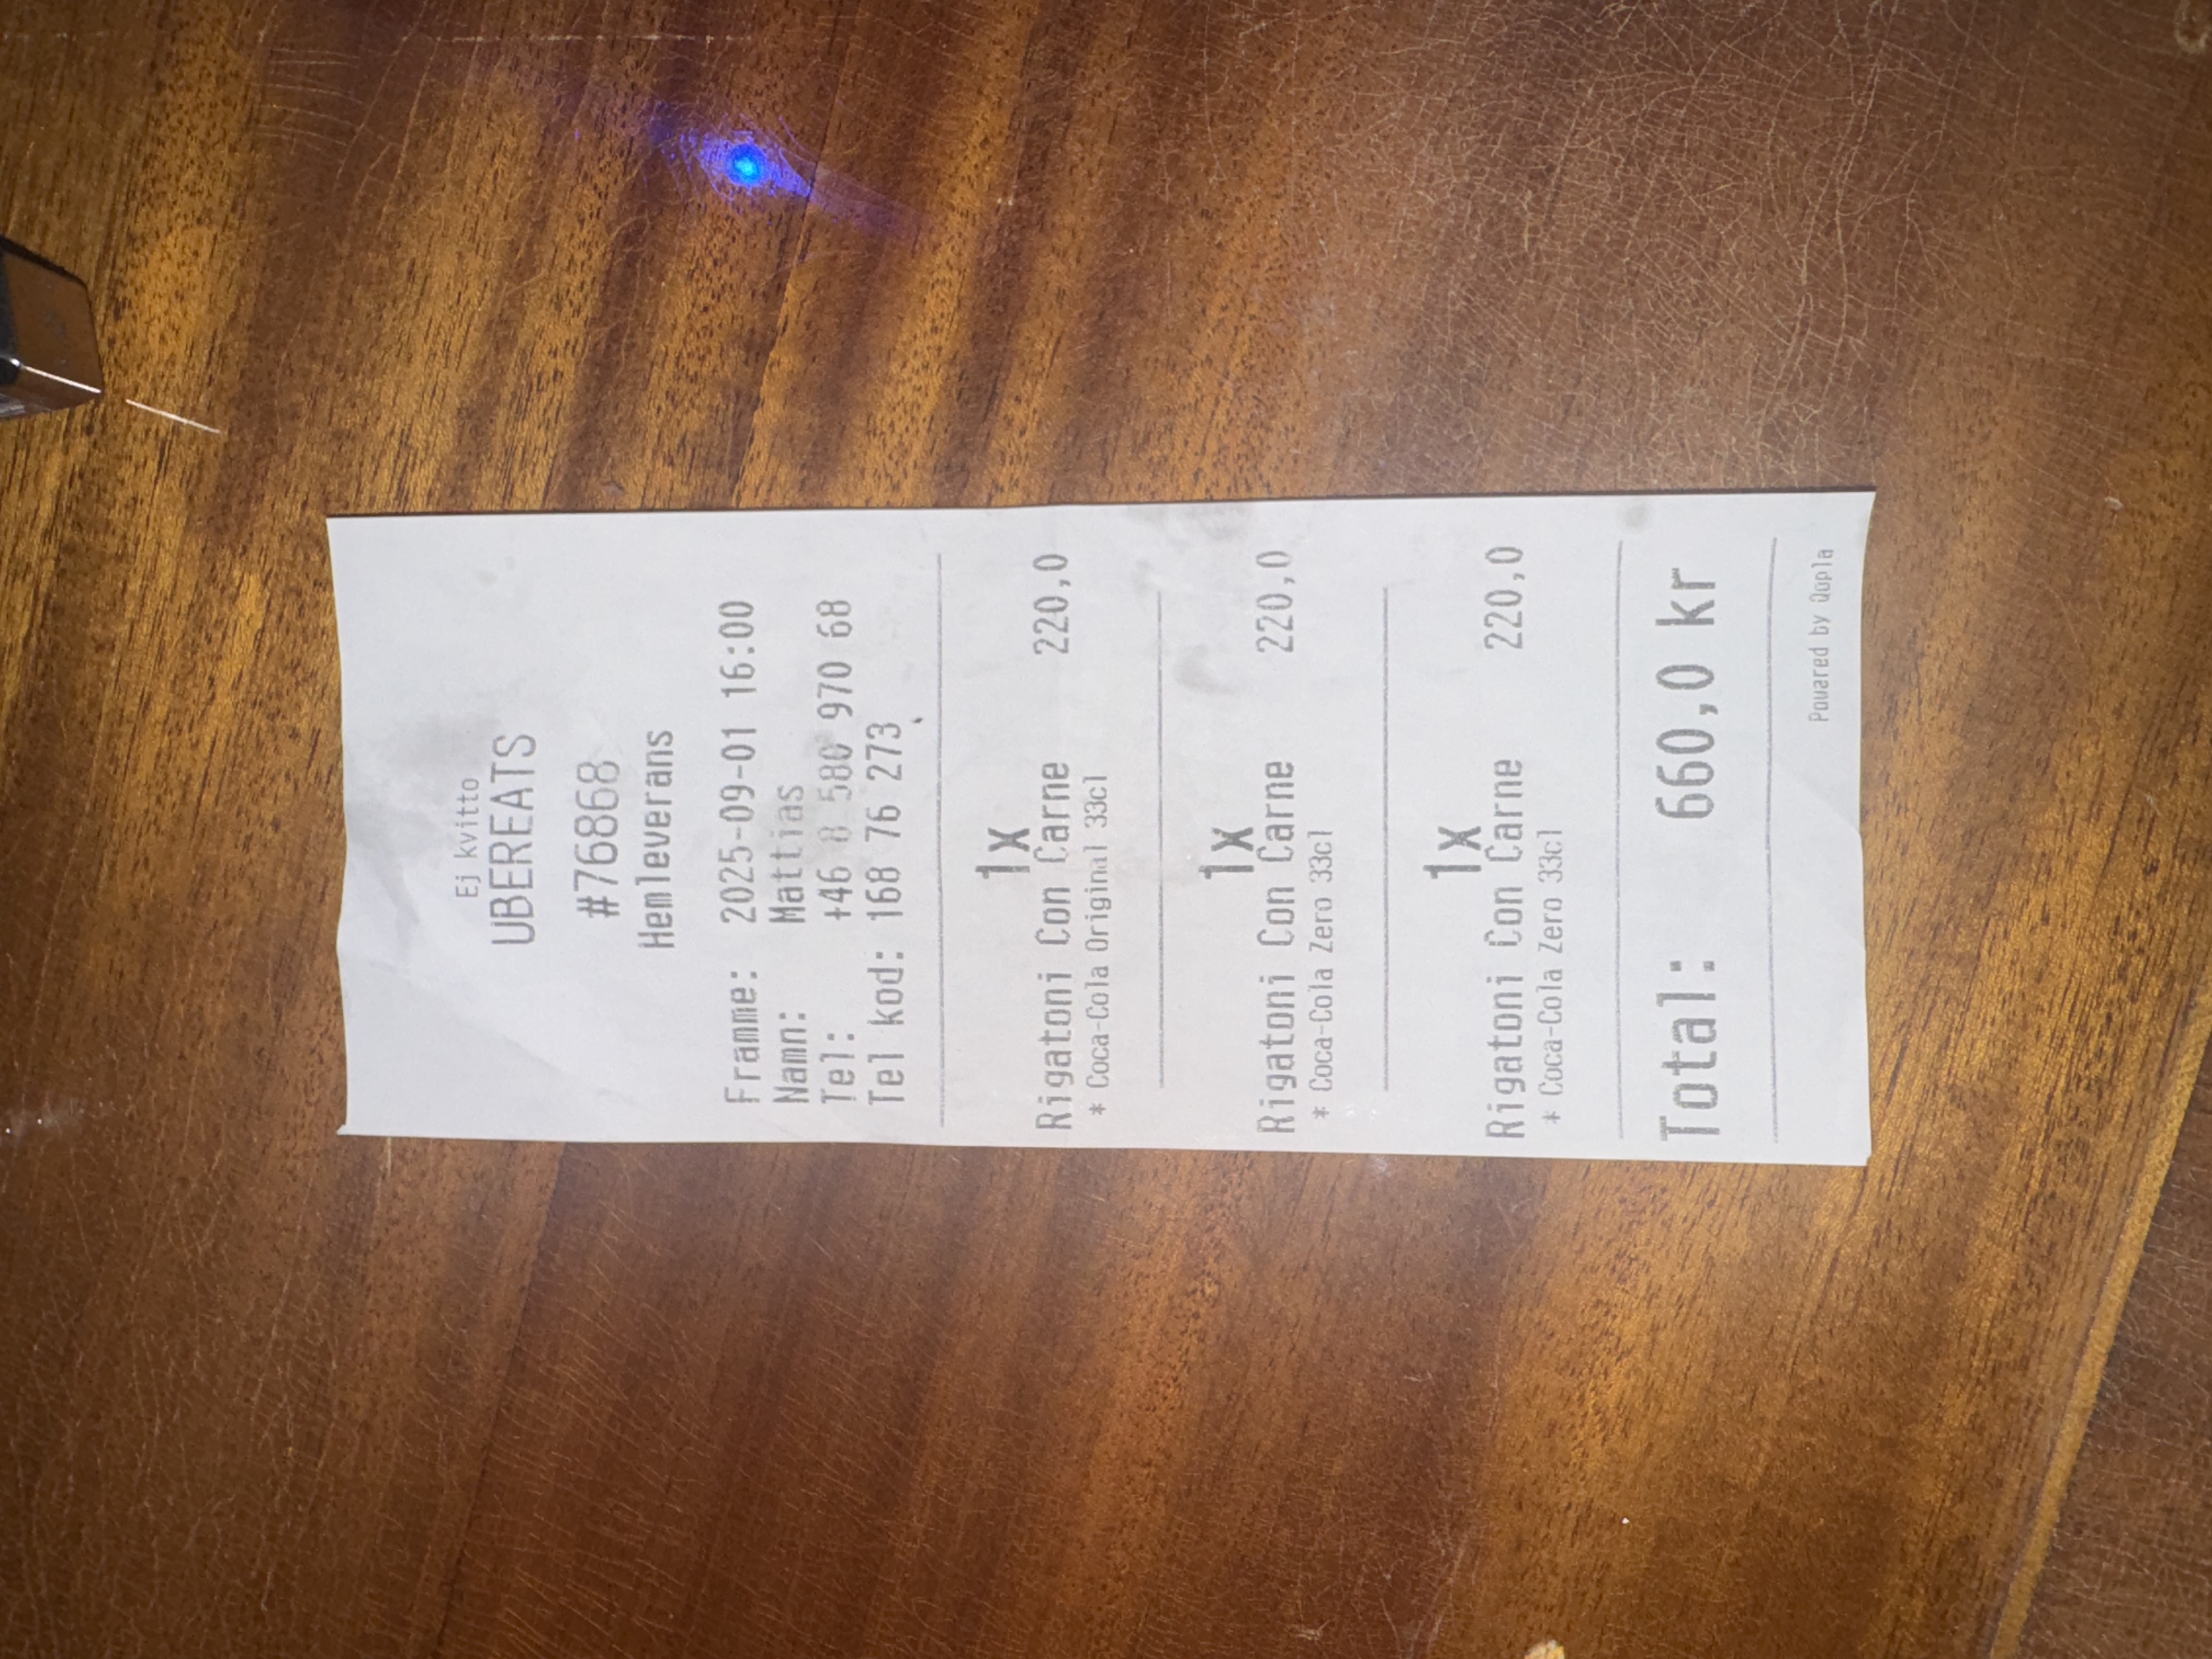 Ej kvitto
UBEREATS
#76868
Hemleverans
Framme: 2025-09-01 16:00
Namn: Mattias
Tel: +46 8 580 970 68
Tel kod: 168 76 273
1x
Rigatoni Con Carne 220,0
* Coca-Cola Original 33cl
1x
Rigatoni Con Carne 220,0
* Coca-Cola Zero 33cl
1x
Rigatoni Con Carne 220,0
* Coca-Cola Zero 33cl
Total: 660,0 kr
Powared by Qopla